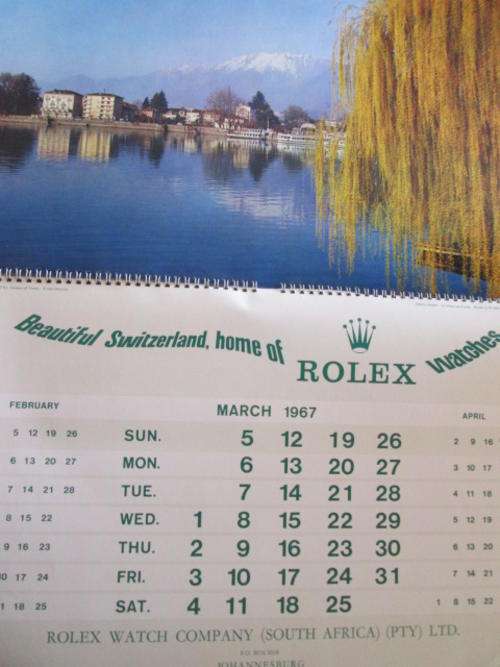 Beautiful Switzerland, home of ROLEX Watches
FEBRUARY
MARCH 1967
APRIL
5 12 19 26 SUN. 5 12 19 26 2 9 16
6 13 20 27 MON. 6 13 20 27 3 10 17
7 14 21 28 TUE. 7 14 21 28 4 11 18
8 15 22 WED. 1 8 15 22 29 5 12 19
9 16 23 THU. 2 9 16 23 30 6 13 20
10 17 24 FRI. 3 10 17 24 31 7 14 21
1 18 25 SAT. 4 11 18 25 1 8 15 22
ROLEX WATCH COMPANY (SOUTH AFRICA) (PTY) LTD.
P.O. BOX
JOHANNESBURG